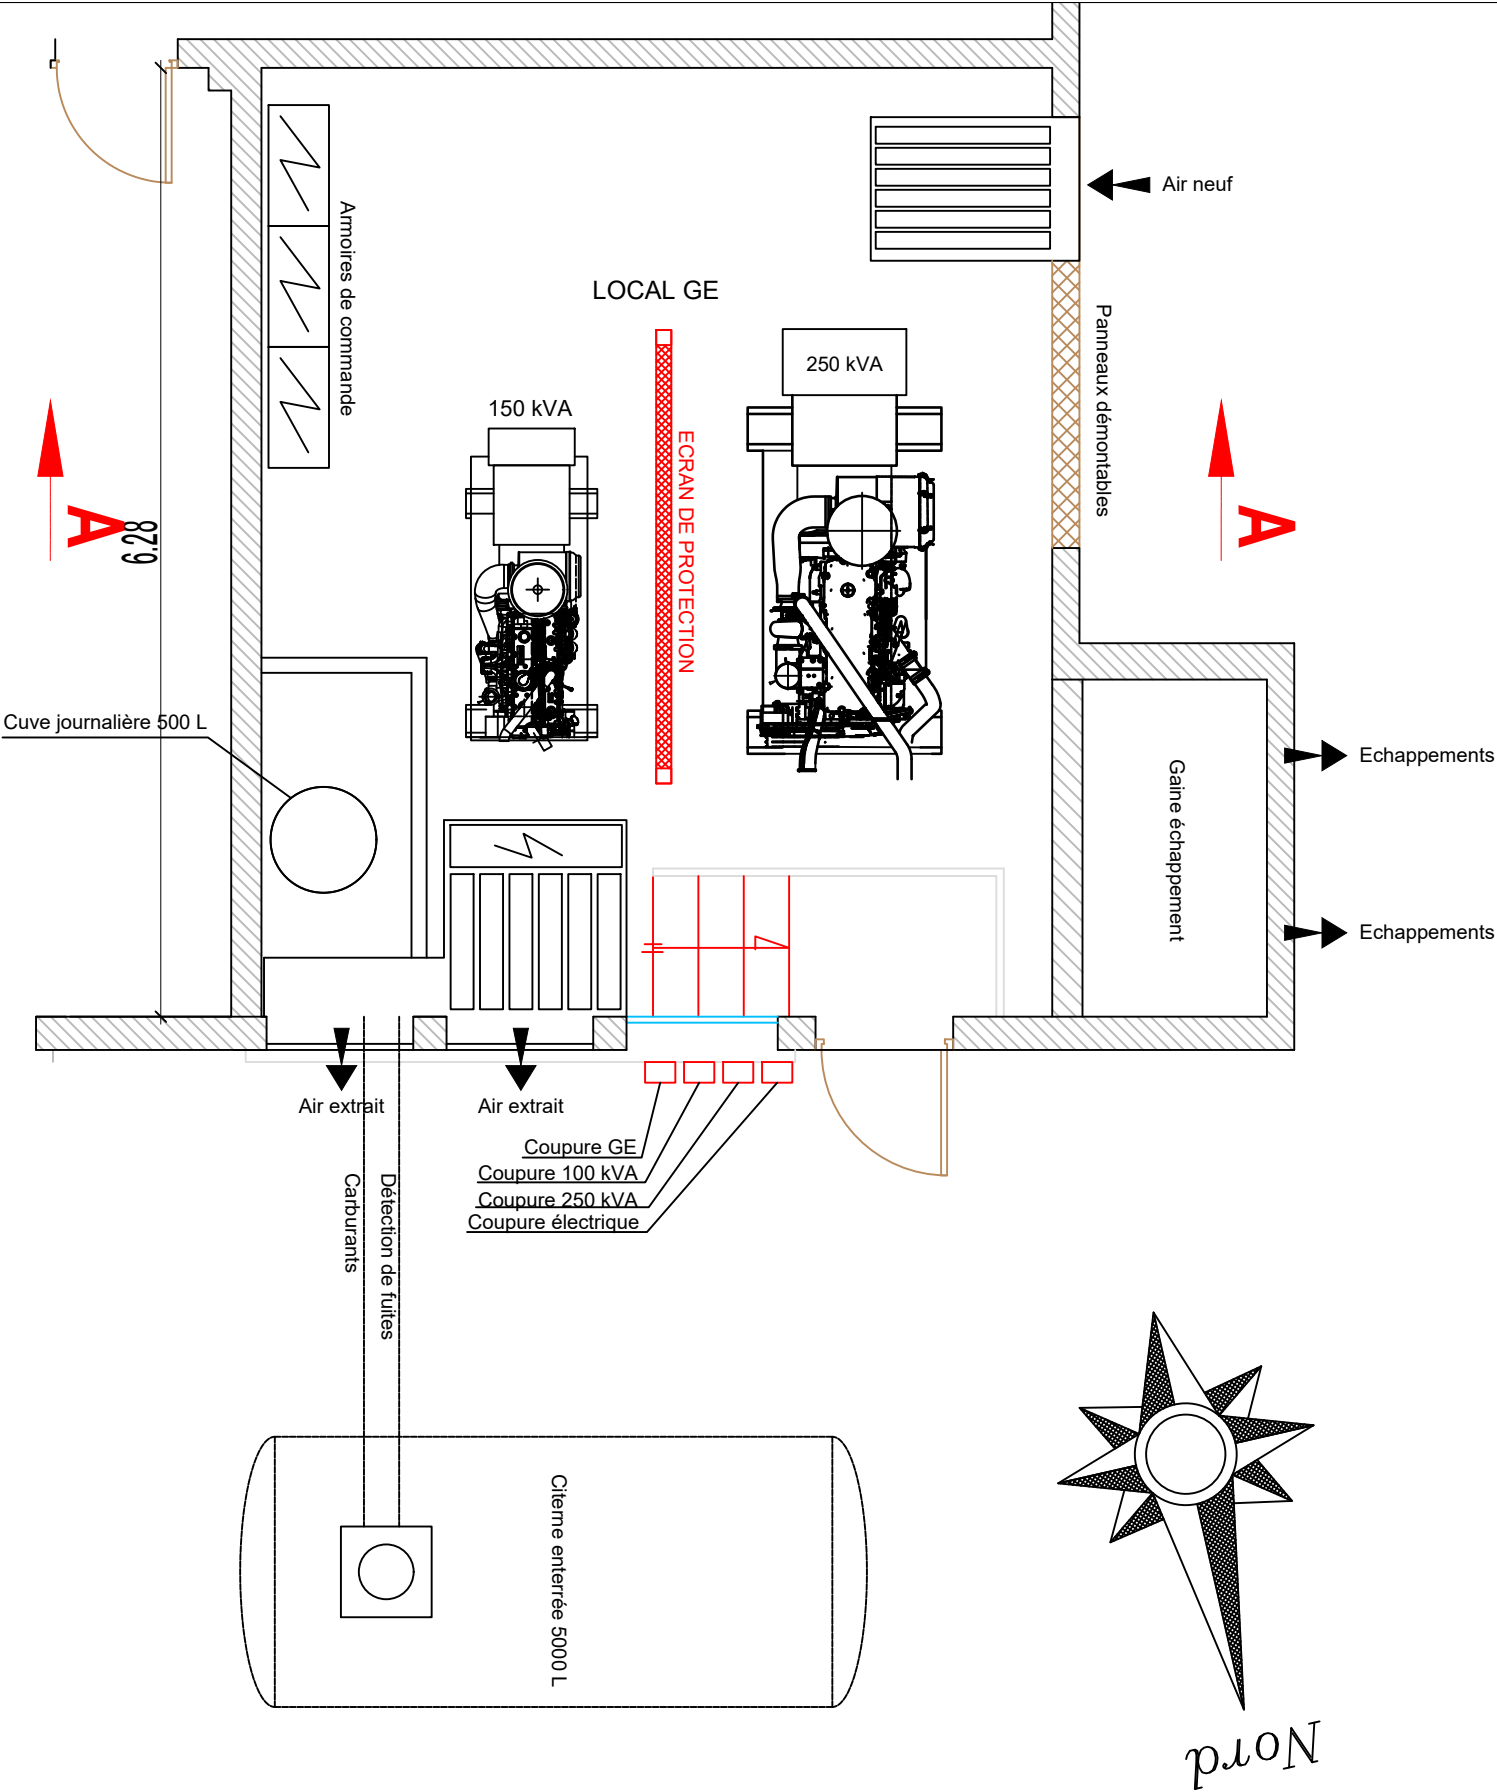 Air neuf
Armoires de commande
LOCAL GE
Panneaux démontables
250 kVA
150 kVA
ECRAN DE PROTECTION
A
A
9.28
Cuve journalière 500 L
Echappements
Gaine échappement
Echappements
Air extrait
Air extrait
Coupure GE
Coupure 100 kVA
Coupure 250 kVA
Coupure électrique
Carburants
Détection de fuites
Citerne enterrée 5000 L
Nord